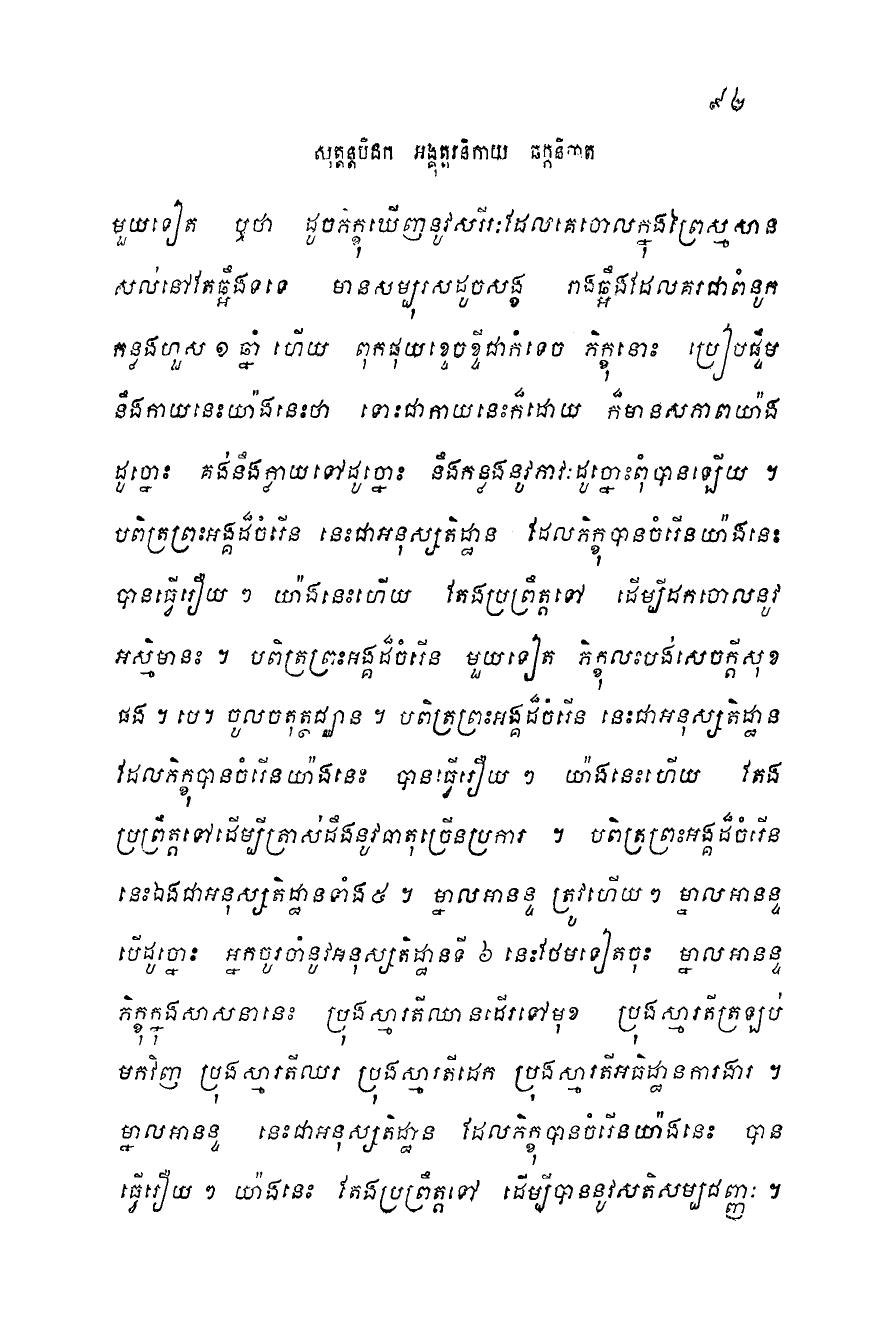 ៩៤
សុត្តន្តបិដក អង្គុត្តរនិកាយ ឆក្កនិបាត
មួយទៀត ឬថា ដូចភិក្ខុឃើញនូវសរីរៈដែលគេចោលក្នុងព្រៃស្មសាន
សល់នៅតែឆ្អឹងទទេ មានសម្បុរសដូចសង្ខ រាងឆ្អឹងដែលគរជាពំនូក
កន្លងហួស ១ ឆ្នាំ ហើយ ពុកផុយខ្ទេចខ្ទីជាកំទេច ភិក្ខុនោះ ប្រៀបផ្ទឹម
នឹងកាយនេះយ៉ាងនេះថា ទោះជាកាយនេះក៏ដោយ ក៏មានសភាពយ៉ាង
ដូច្នោះ គង់នឹងក្លាយទៅដូច្នោះ នឹងកន្លងនូវភាវៈដូច្នោះពុំបានឡើយ ។
បពិត្រព្រះអង្គដ៏ចំរើន នេះជាអនុស្សតិដ្ឋាន ដែលភិក្ខុបានចំរើនយ៉ាងនេះ
បានធ្វើរឿយ ៗ យ៉ាងនេះហើយ តែងប្រព្រឹត្តទៅ ដើម្បីដកចោលនូវ
អស្មិមានះ ។ បពិត្រព្រះអង្គដ៏ចំរើន មួយទៀត ភិក្ខុលះបង់សេចក្តីសុខ
ផង ។ បេ។ ចូលចតុត្ថជ្ឈាន ។ បពិត្រព្រះអង្គដ៏ចំរើន នេះជាអនុស្សតិដ្ឋាន
ដែលភិក្ខុបានចំរើនយ៉ាងនេះ បានធ្វើរឿយ ៗ យ៉ាងនេះហើយ តែង
ប្រព្រឹត្តទៅដើម្បីត្រាស់ដឹងនូវធាតុច្រើនប្រការ ។ បពិត្រព្រះអង្គដ៏ចំរើន
នេះឯងជាអនុស្សតិដ្ឋានទាំង៥ ។ ម្នាលអានន្ទ ត្រូវហើយ ៗ ម្នាលអានន្ទ
បើដូច្នោះ អ្នកចូរចាំនូវអនុស្សតិដ្ឋានទី ៦ នេះថែមទៀតចុះ ម្នាលអានន្ទ
ភិក្ខុក្នុងសាសនានេះ ប្រុងស្មារតីឈានដើរទៅមុខ ប្រុងស្មារតីត្រឡប់
មកវិញ ប្រុងស្មារតីឈរ ប្រុងស្មារតីដេក ប្រុងស្មារតីអធិដ្ឋានការងារ ។
ម្នាលអានន្ទ នេះជាអនុស្សតិដ្ឋាន ដែលភិក្ខុបានចំរើនយ៉ាងនេះ បាន
ធ្វើរឿយ ៗ យ៉ាងនេះ តែងប្រព្រឹត្តទៅ ដើម្បីបាននូវសតិសម្បជញ្ញៈ ។